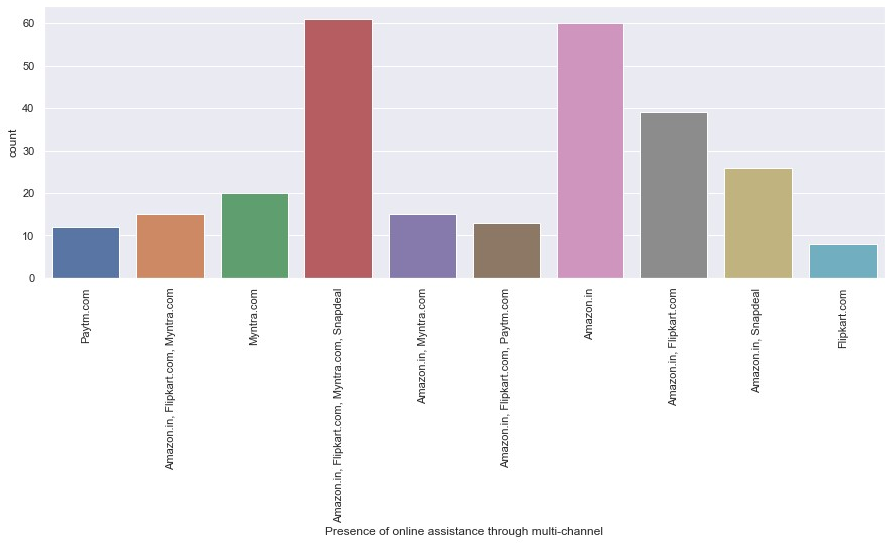 60
50
40
30
20
10
0
count
Paytm.com
Amazon.in, Flipkart.com, Myntra.com
Myntra.com
Amazon.in, Flipkart.com, Myntra.com, Snapdeal
Amazon.in, Myntra.com
Amazon.in, Flipkart.com, Paytm.com
Amazon.in
Amazon.in, Flipkart.com
Amazon.in, Snapdeal
Flipkart.com
Presence of online assistance through multi-channel